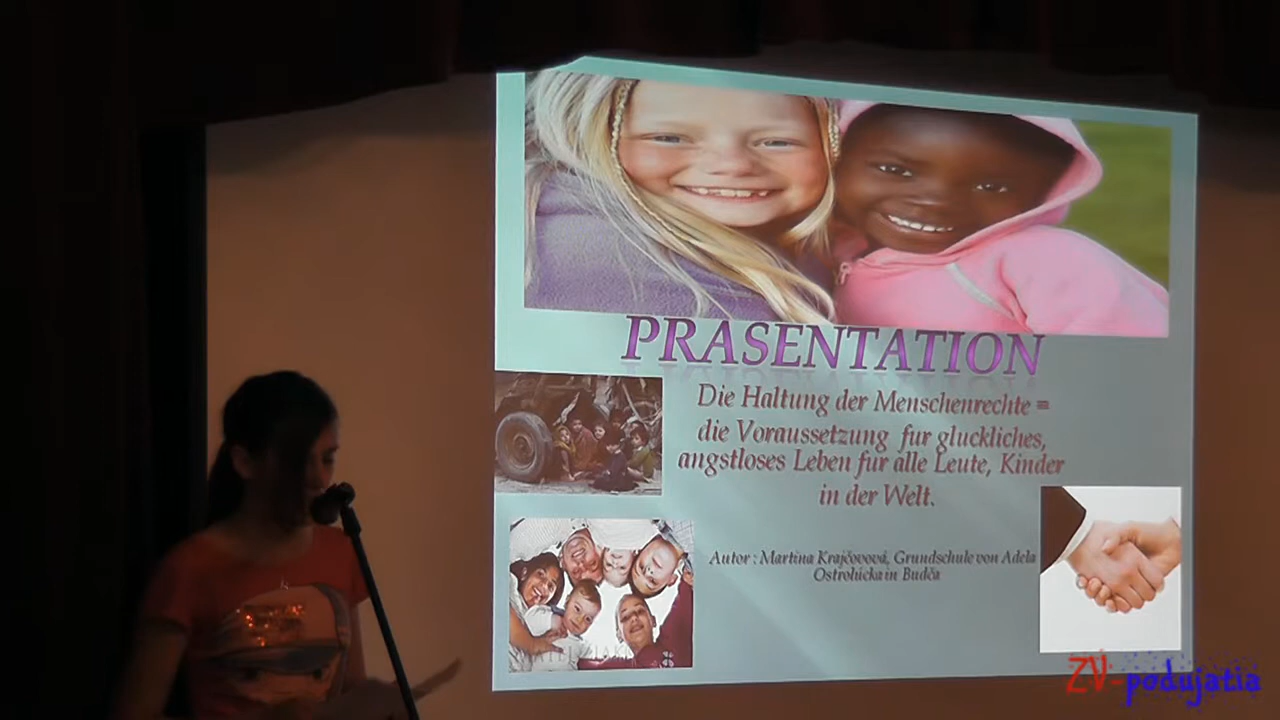 PRASENTATION
Die Haltung der Menschenrechte =
die Voraussetzung fur gluckliches,
angstloses Leben fur alle Leute, Kinder
in der Welt.
Autor : Martina Krajčovová, Grundschule von Adela
Ostrolúcka in Budča
ZV-podujatia